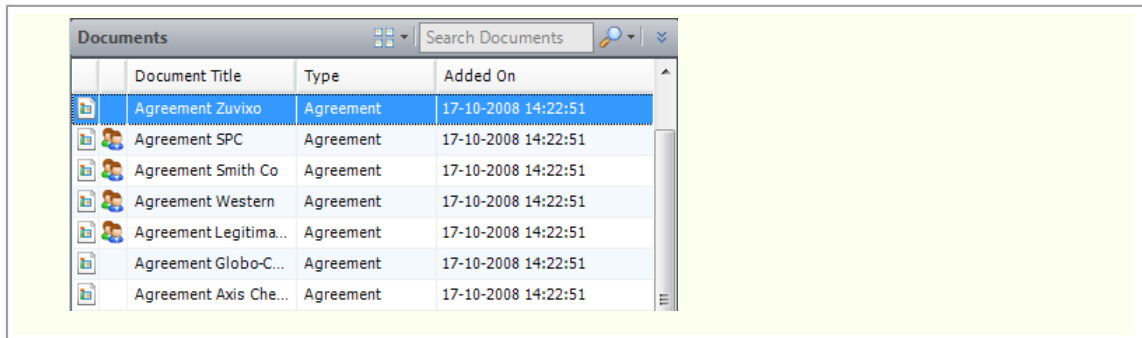 Documents Search Documents
Document Title Type Added On
Agreement Zuvixo Agreement 17-10-2008 14:22:51
Agreement SPC Agreement 17-10-2008 14:22:51
Agreement Smith Co Agreement 17-10-2008 14:22:51
Agreement Western Agreement 17-10-2008 14:22:51
Agreement Legitima... Agreement 17-10-2008 14:22:51
Agreement Globo-C... Agreement 17-10-2008 14:22:51
Agreement Axis Che... Agreement 17-10-2008 14:22:51